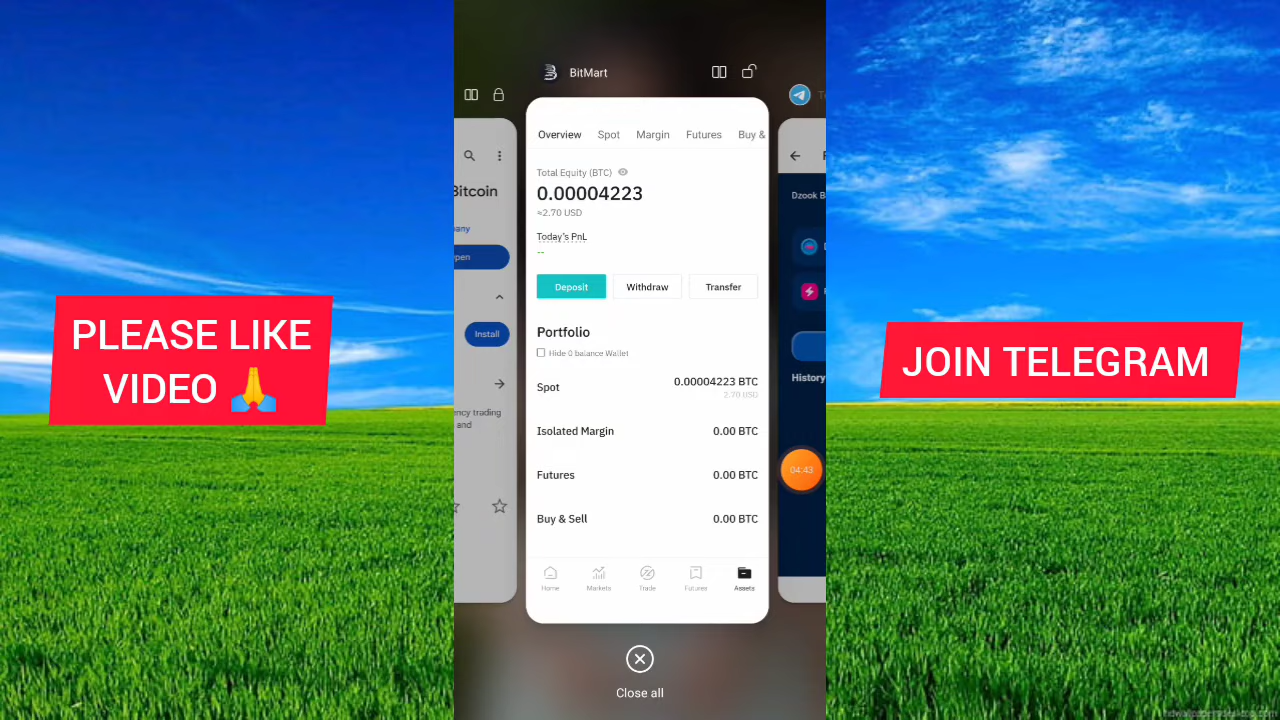 PLEASE LIKE
VIDEO 🙏
JOIN TELEGRAM
BitMart
Bitcoin
Install
Overview Spot Margin Futures Buy &
Total Equity (BTC)
0.00004223
≈2.70 USD
Today's PnL
--
Deposit Withdraw Transfer
Portfolio
Hide 0 balance Wallet
Spot 0.00004223 BTC
2.70 USD
Isolated Margin 0.00 BTC
Futures 0.00 BTC
Buy & Sell 0.00 BTC
Home Markets Trade Futures Assets
Close all
Dzook B
History
04:43
trading
and